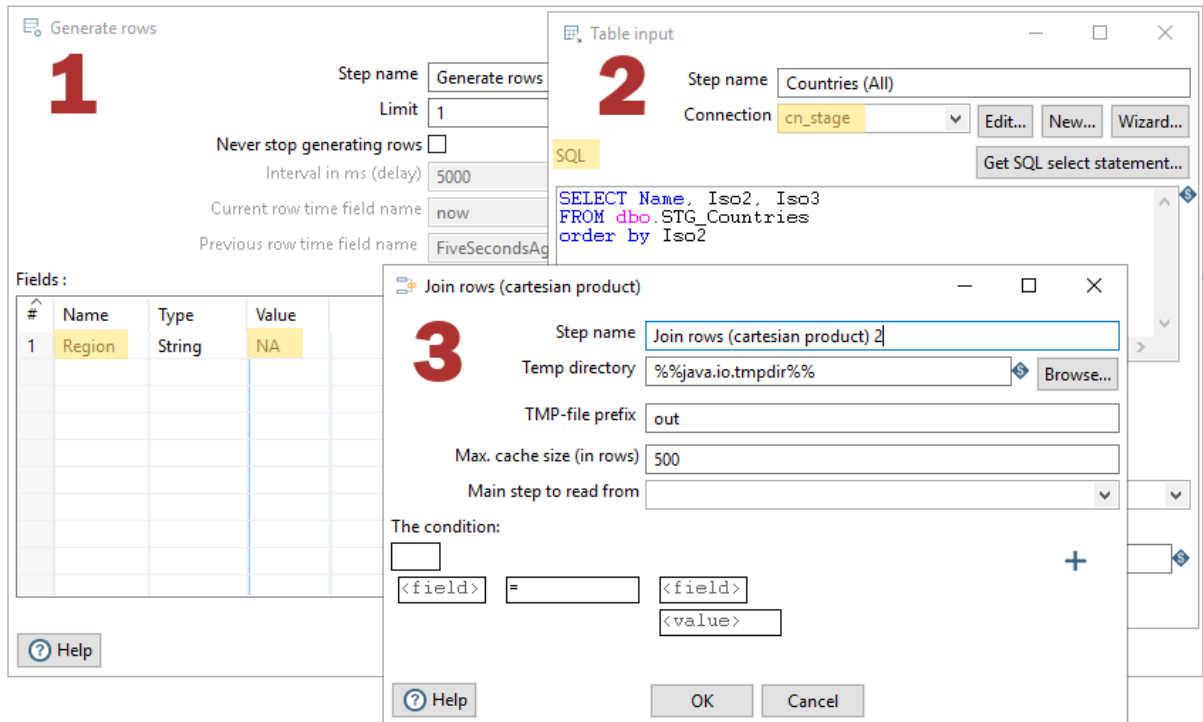 Generate rows
1
Step name Generate rows
Limit 1
Never stop generating rows
Interval in ms (delay) 5000
Current row time field name now
Previous row time field name FiveSecondsAg
Fields :
# Name Type Value
1 Region String NA
Help
Table input
2
Step name Countries (All)
Connection cn_stage Edit... New... Wizard...
SQL
Get SQL select statement...
SELECT Name, Iso2, Iso3
FROM dbo.STG_Countries
order by Iso2
Join rows (cartesian product)
3
Step name Join rows (cartesian product) 2
Temp directory %%java.io.tmpdir%% Browse...
TMP-file prefix out
Max. cache size (in rows) 500
Main step to read from
The condition:
<field> = <field>
<value>
Help OK Cancel